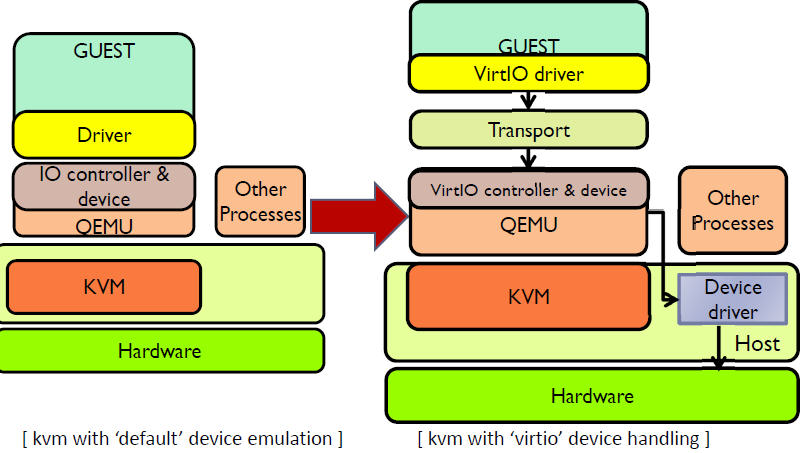 GUEST
Driver
IO controller &
device
QEMU
Other
Processes
KVM
Hardware
[ kvm with ‘default’ device emulation ]
GUEST
VirtIO driver
Transport
VirtIO controller & device
QEMU
Other
Processes
KVM
Device
driver
Host
Hardware
[ kvm with ‘virtio’ device handling ]